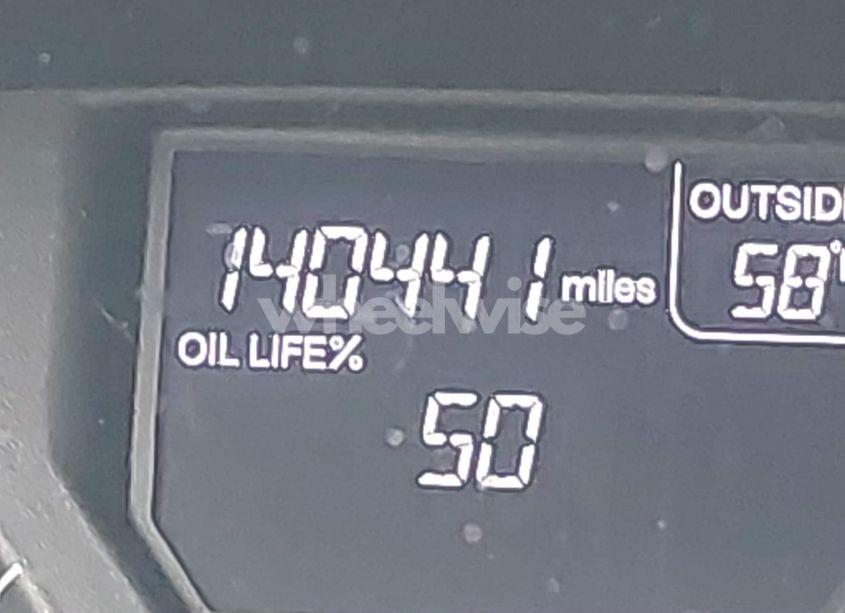 OUTSID
58°
140441 miles
wheelwise
OIL LIFE%
50